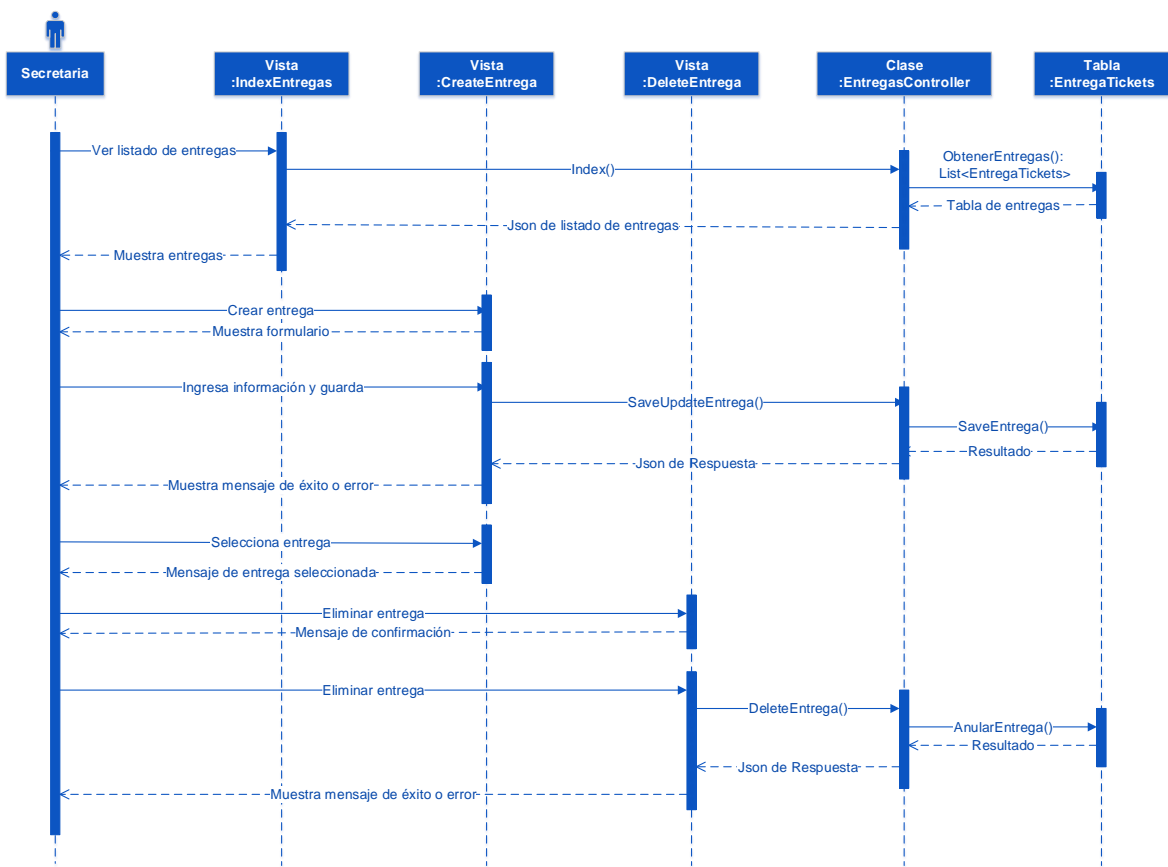 Secretaria
Vista
:IndexEntregas
Vista
:CreateEntrega
Vista
:DeleteEntrega
Clase
:EntregasController
Tabla
:EntregaTickets
Ver listado de entregas
Index()
ObtenerEntregas():
List<EntregaTickets>
Tabla de entregas
Json de listado de entregas
Muestra entregas
Crear entrega
Muestra formulario
Ingresa información y guarda
SaveUpdateEntrega()
SaveEntrega()
Resultado
Json de Respuesta
Muestra mensaje de éxito o error
Selecciona entrega
Mensaje de entrega seleccionada
Eliminar entrega
Mensaje de confirmación
Eliminar entrega
DeleteEntrega()
AnularEntrega()
Resultado
Json de Respuesta
Muestra mensaje de éxito o error